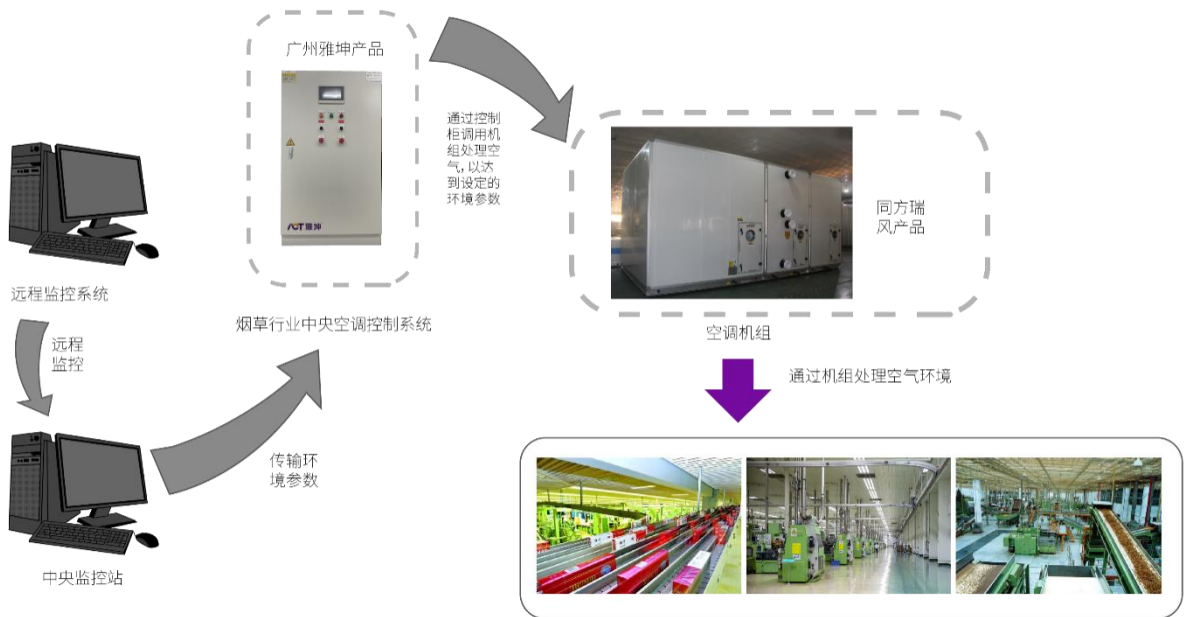 广州雅坤产品
ACT 雅坤
通过控制
柜调用机
组处理空
气，以达
到设定的
环境参数
同方瑞
风产品
远程监控系统
烟草行业中央空调控制系统
空调机组
远程
监控
通过机组处理空气环境
传输环
境参数
中央监控站